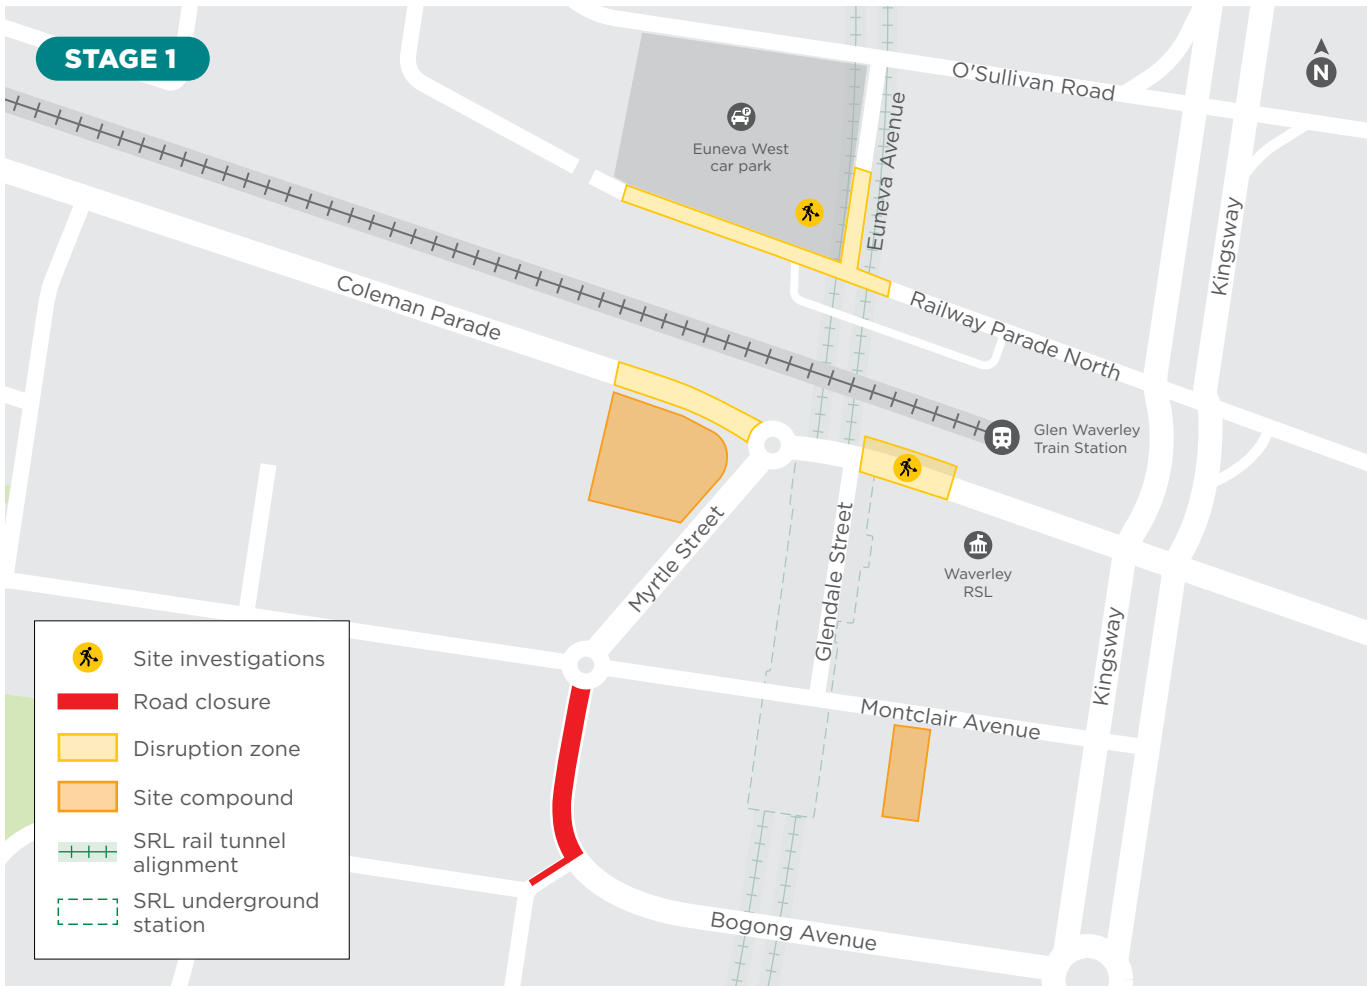 STAGE 1
N
O'Sullivan Road
Euneva West
car park
Euneva Avenue
Kingsway
Coleman Parade
Railway Parade North
Glen Waverley
Train Station
Myrtle Street
Glendale Street
Waverley
RSL
Kingsway
Montclair Avenue
Bogong Avenue
Site investigations
Road closure
Disruption zone
Site compound
SRL rail tunnel
alignment
SRL underground
station